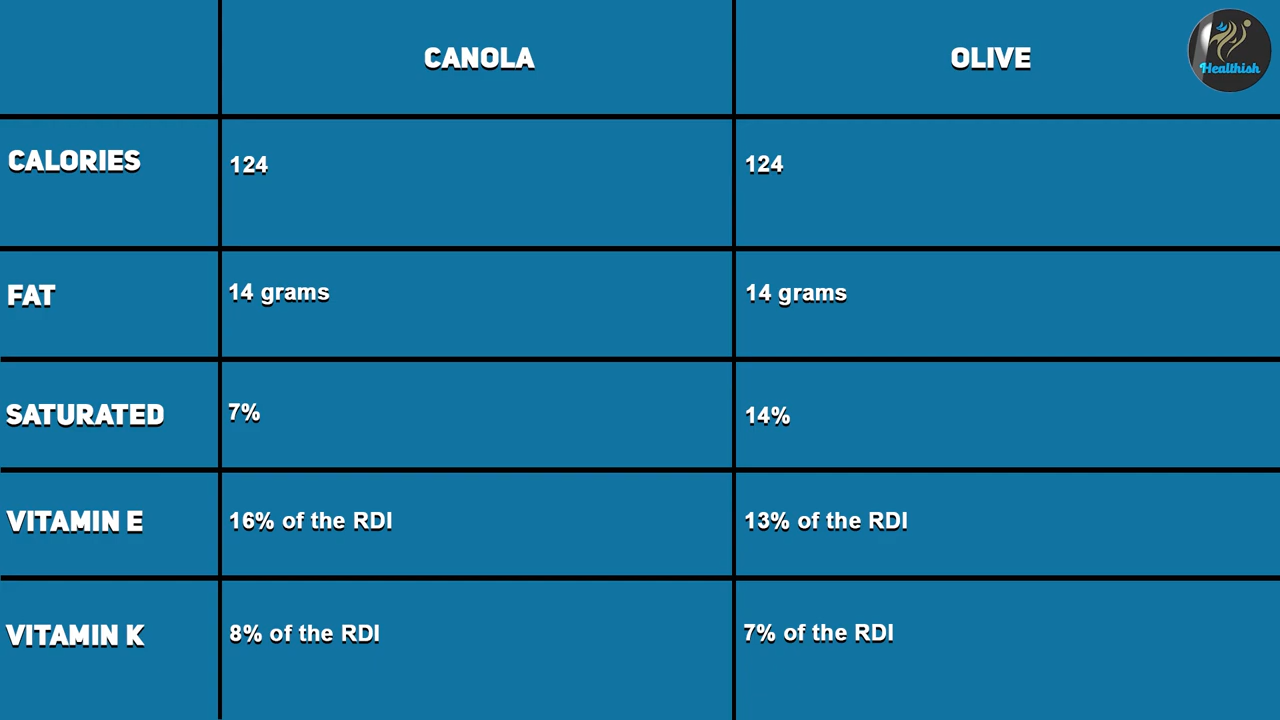 CANOLA OLIVE
Healthish
CALORIES 124 124
FAT 14 grams 14 grams
SATURATED 7% 14%
VITAMIN E 16% of the RDI 13% of the RDI
VITAMIN K 8% of the RDI 7% of the RDI